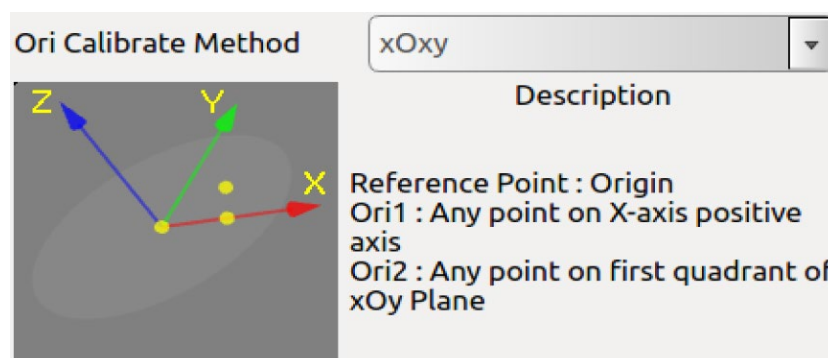 Ori Calibrate Method
xOxy
Z
Y
X
Description
Reference Point : Origin
Ori1 : Any point on X-axis positive
axis
Ori2 : Any point on first quadrant of
xOy Plane